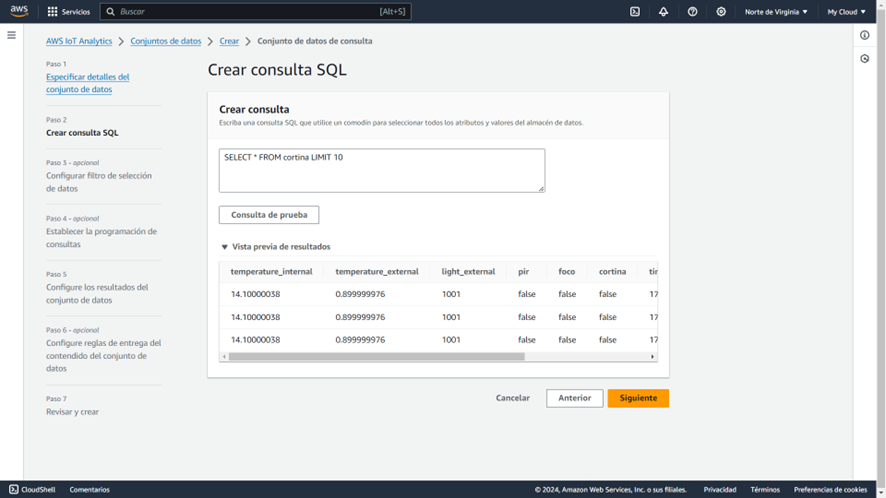 aws
Servicios
Buscar
[Alt+S]
Norte de Virginia
My Cloud
AWS IoT Analytics > Conjuntos de datos > Crear > Conjunto de datos de consulta
Paso 1
Especificar detalles del
conjunto de datos
Paso 2
Crear consulta SQL
Paso 3 - opcional
Configurar filtro de selección
de datos
Paso 4 - opcional
Establecer la programación de
consultas
Paso 5
Configure los resultados del
conjunto de datos
Paso 6 - opcional
Configure reglas de entrega del
contendido del conjunto de
datos
Paso 7
Revisar y crear
Crear consulta SQL
Crear consulta
Escriba una consulta SQL que utilice un comodín para seleccionar todos los atributos y valores del almacén de datos.
SELECT * FROM cortina LIMIT 10
Consulta de prueba
Vista previa de resultados
temperature_internal temperature_external light_external pir foco cortina tir
14.10000038 0.899999976 1001 false false false 17
14.10000038 0.899999976 1001 false false false 17
14.10000038 0.899999976 1001 false false false 17
Cancelar
Anterior
Siguiente
CloudShell
Comentarios
© 2024, Amazon Web Services, Inc. o sus filiales.
Privacidad
Términos
Preferencias de cookies